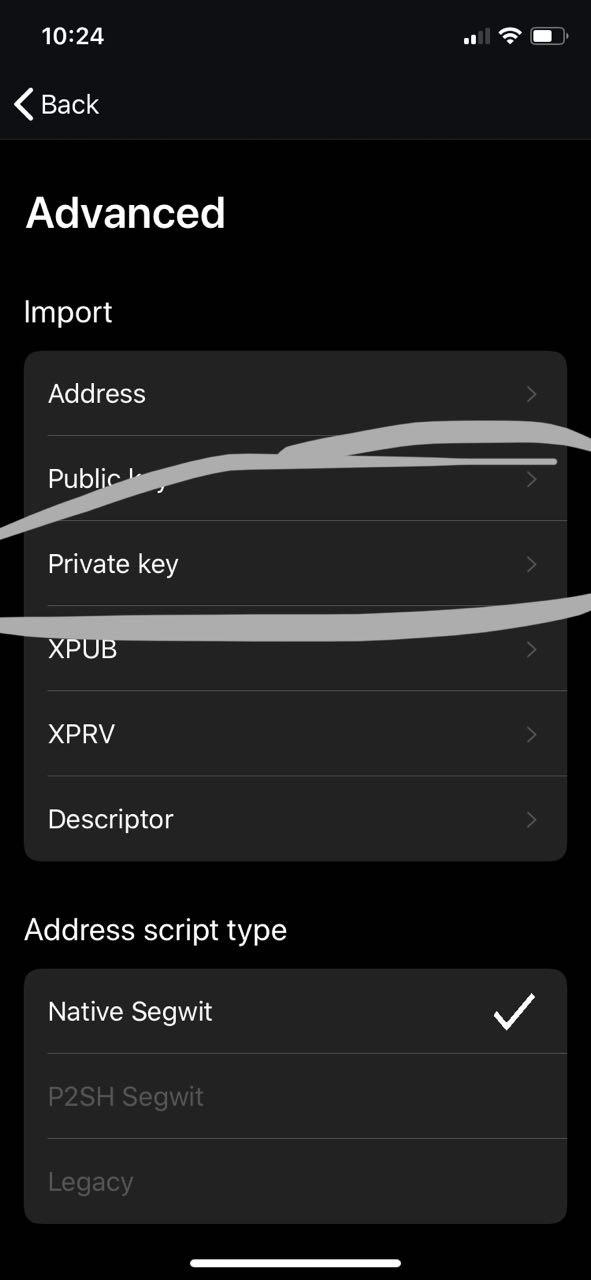 10:24
Back
Advanced
Import
Address
Public key
Private key
XPUB
XPRV
Descriptor
Address script type
Native Segwit
P2SH Segwit
Legacy